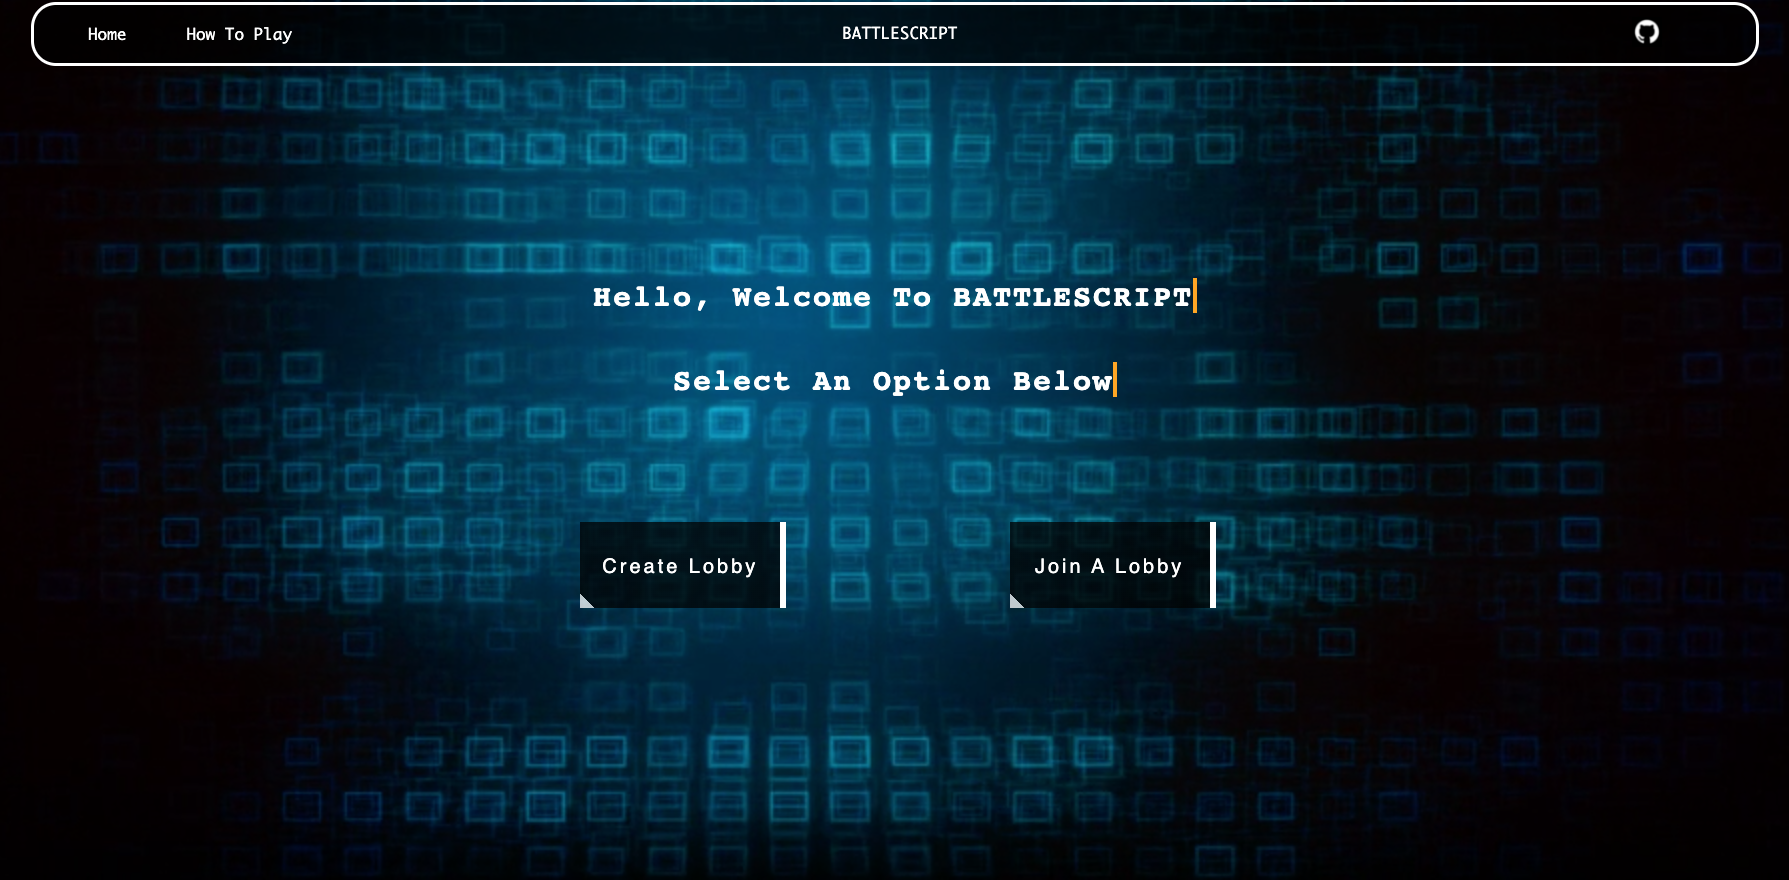 Home
How To Play
BATTLESCRIPT
Hello, Welcome To BATTLESCRIPT
Select An Option Below
Create Lobby
Join A Lobby